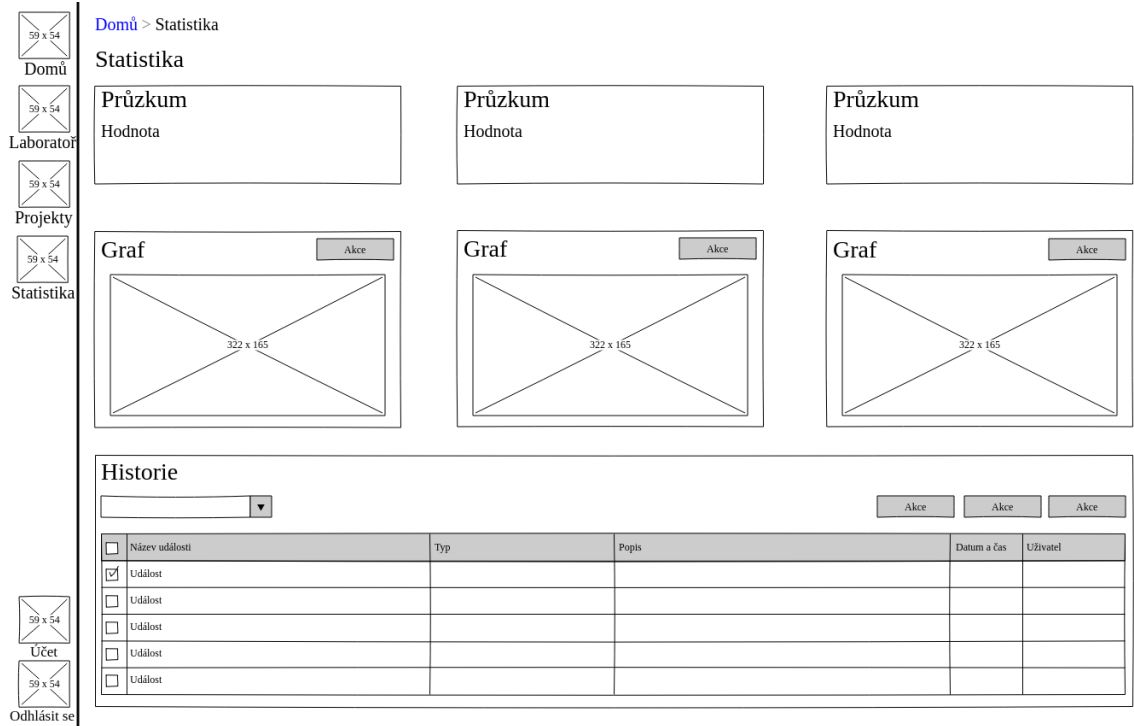 59 x 54
Domů
59 x 54
Laboratoř
59 x 54
Projekty
59 x 54
Statistika
59 x 54
Účet
59 x 54
Odhlásit se
Domů > Statistika
Statistika
Průzkum
Hodnota
Průzkum
Hodnota
Průzkum
Hodnota
Graf
Akce
322 x 165
Graf
Akce
322 x 165
Graf
Akce
322 x 165
Historie
Akce Akce Akce
Název události Typ Popis Datum a čas Uživatel
Událost
Událost
Událost
Událost
Událost